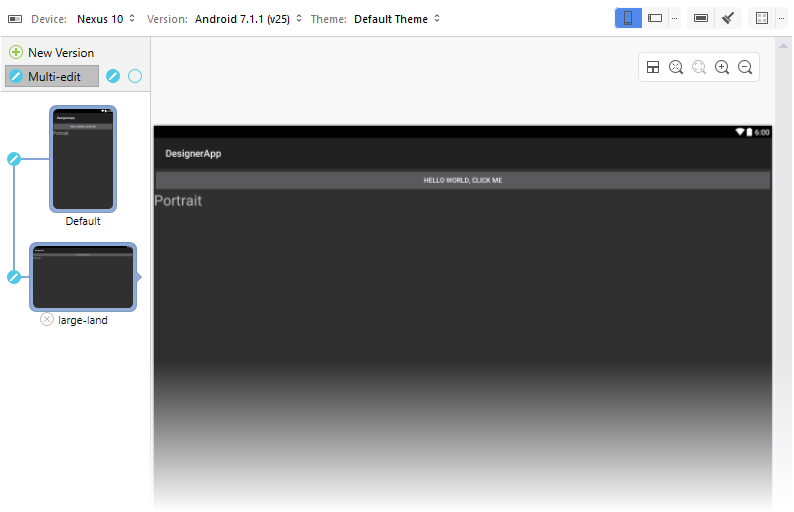 Device: Nexus 10 Version: Android 7.1.1 (v25) Theme: Default Theme
New Version
Multi-edit
6:00
DesignerApp
HELLO WORLD, CLICK ME
Portrait
DesignerApp
HELLO WORLD, CLICK ME
Portrait
Default
large-land